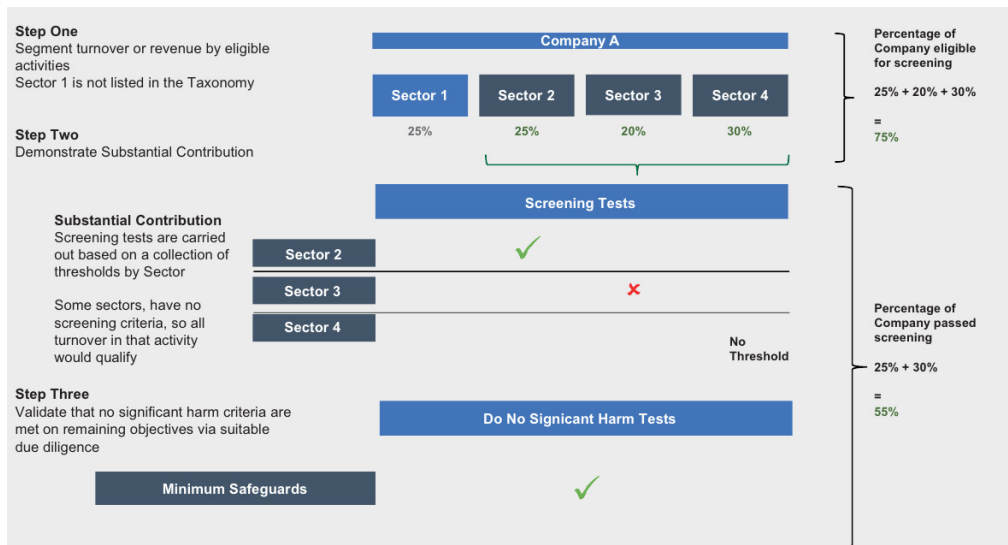 Step One
Segment turnover or revenue by eligible
activities
Sector 1 is not listed in the Taxonomy
Company A
Sector 1
Sector 2
Sector 3
Sector 4
25%
25%
20%
30%
Percentage of
Company eligible
for screening
25% + 20% + 30%
=
75%
Step Two
Demonstrate Substantial Contribution
Screening Tests
Substantial Contribution
Screening tests are carried
out based on a collection of
thresholds by Sector
Some sectors, have no
screening criteria, so all
turnover in that activity
would qualify
Sector 2
Sector 3
Sector 4
No
Threshold
Percentage of
Company passed
screening
25% + 30%
=
55%
Step Three
Validate that no significant harm criteria are
met on remaining objectives via suitable
due diligence
Do No Signicant Harm Tests
Minimum Safeguards